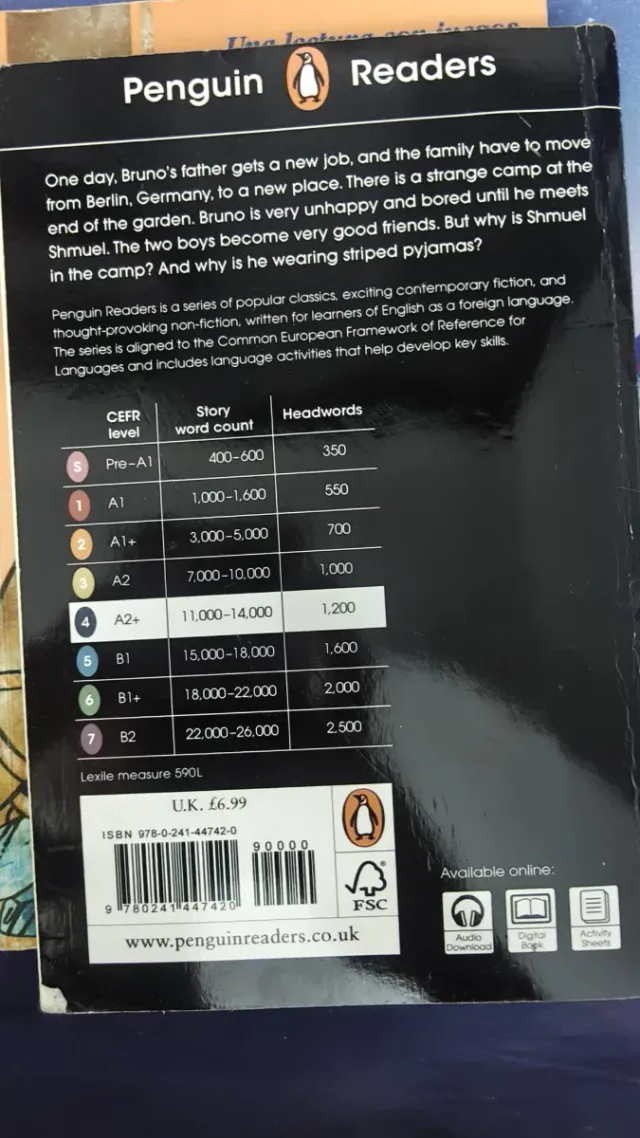 Una lectura con juegos
Penguin Readers
One day, Bruno's father gets a new job, and the family have to move
from Berlin, Germany, to a new place. There is a strange camp at the
end of the garden. Bruno is very unhappy and bored until he meets
Shmuel. The two boys become very good friends. But why is Shmuel
in the camp? And why is he wearing striped pyjamas?
Penguin Readers is a series of popular classics, exciting contemporary fiction, and
thought-provoking non-fiction, written for learners of English as a foreign language.
The series is aligned to the Common European Framework of Reference for
Languages and includes language activities that help develop key skills.
CEFR level Story word count Headwords
S Pre-A1 400-600 350
1 A1 1,000-1,600 550
2 A1+ 3,000-5,000 700
3 A2 7,000-10,000 1,000
4 A2+ 11,000-14,000 1,200
5 B1 15,000-18,000 1,600
6 B1+ 18,000-22,000 2,000
7 B2 22,000-26,000 2,500
Lexile measure 590L
U.K. £6.99
ISBN 978-0-241-44742-0
90000
9 780241 447420
FSC
www.penguinreaders.co.uk
Available online:
Audio Download
Digital Book
Activity Sheets